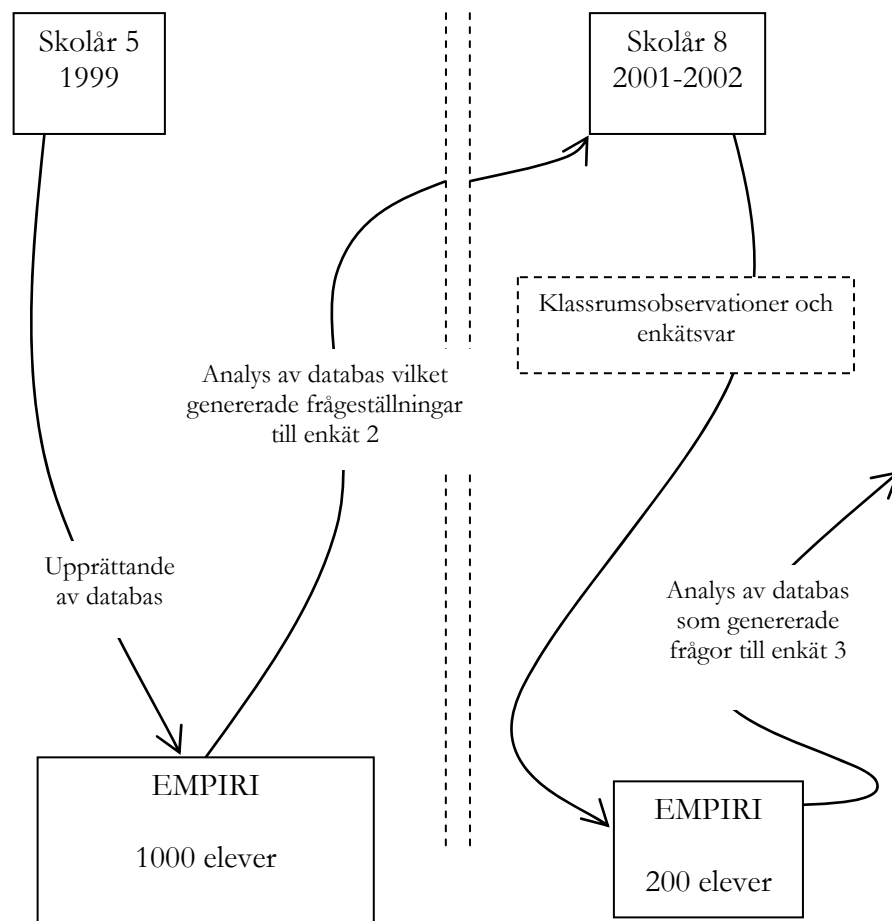 Skolår 5
1999
Skolår 8
2001-2002
Klassrumsobservationer och
enkätsvar
Analys av databas vilket
genererade frågeställningar
till enkät 2
Upprättande
av databas
Analys av databas
som genererade
frågor till enkät 3
EMPIRI
1000 elever
EMPIRI
200 elever